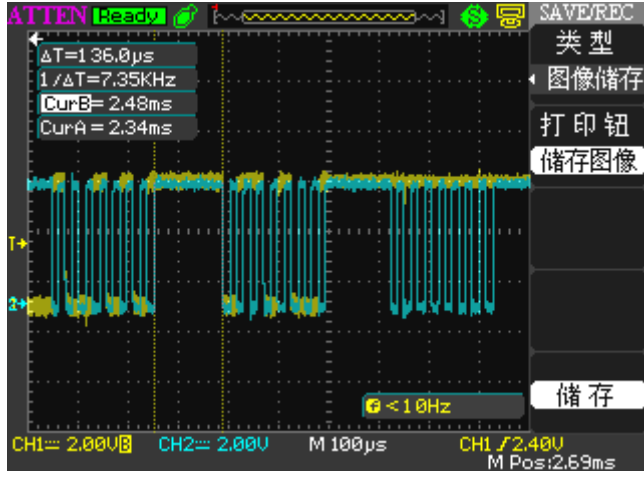 ATTEN Ready SAVE/REC
ΔT=136.0μs
1/ΔT=7.35KHz
CurB=2.48ms
CurA=2.34ms
类型
图像储存
打印钮
储存图像
储存
T
2
f<10Hz
CH1 2.00V B CH2 2.00V M 100μs CH1 2.40V
M Pos:2.69ms